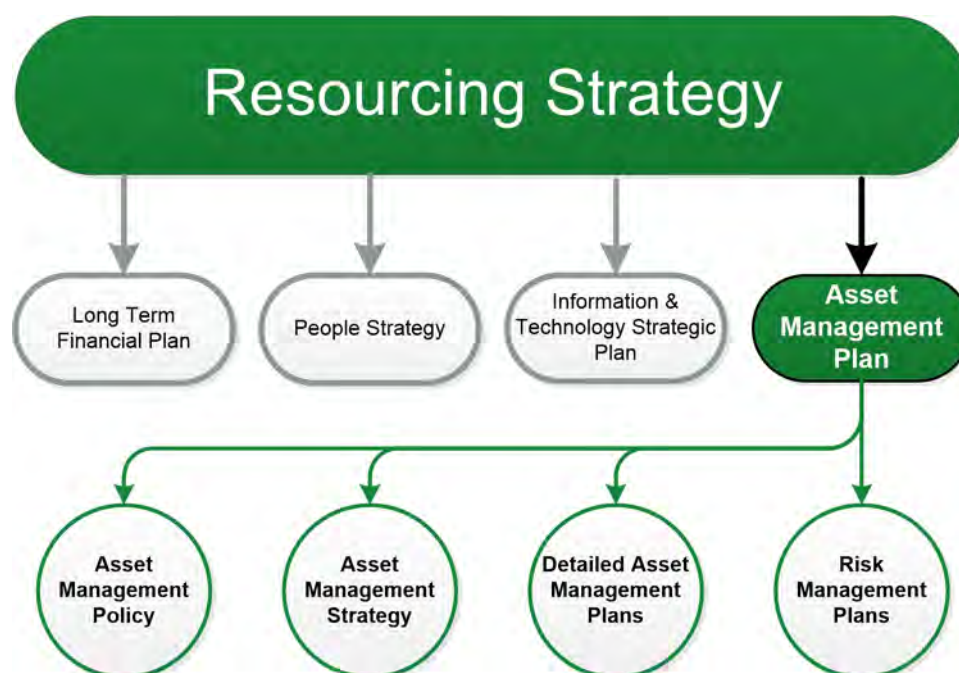 Resourcing Strategy
Long Term
Financial Plan
People Strategy
Information &
Technology Strategic
Plan
Asset
Management
Plan
Asset
Management
Policy
Asset
Management
Strategy
Detailed Asset
Management
Plans
Risk
Management
Plans